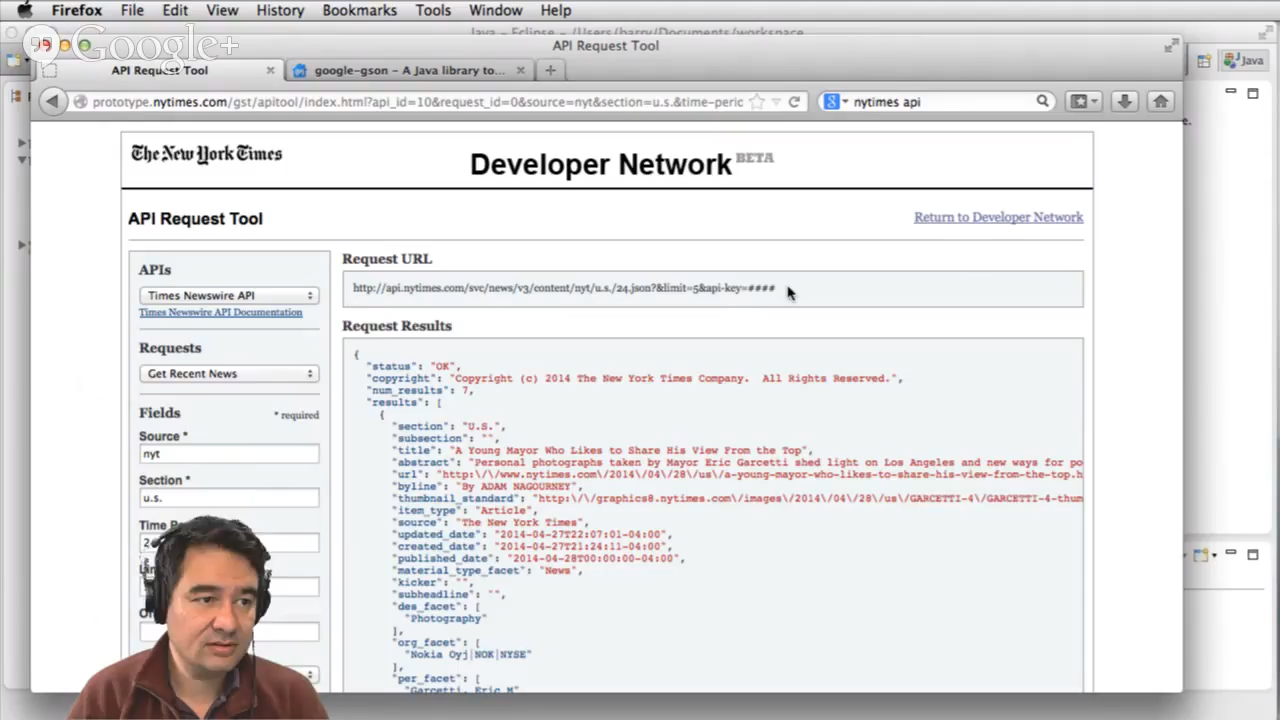 Firefox File Edit View History Bookmarks Tools Window Help
Google+
Java - Eclipse - /Users/barry/Documents/workspace
API Request Tool
Java
API Request Tool
google-gson - A Java library to...
prototype.nytimes.com/gst/apitool/index.html?api_id=10&request_id=0&source=nyt&section=u.s.&time-peric
nytimes api
The New York Times
Developer Network BETA
API Request Tool
Return to Developer Network
APIs
Times Newswire API
Times Newswire API Documentation
Requests
Get Recent News
Fields
* required
Source *
nyt
Section *
u.s.
Request URL
http://api.nytimes.com/svc/news/v3/content/nyt/u.s./24.json?&limit=5&api-key=####
Request Results
{
"status": "OK",
"copyright": "Copyright (c) 2014 The New York Times Company.  All Rights Reserved.",
"num_results": 7,
"results": [
{
"section": "U.S.",
"subsection": "",
"title": "A Young Mayor Who Likes to Share His View From the Top",
"abstract": "Personal photographs taken by Mayor Eric Garcetti shed light on Los Angeles and new ways for po
"url": "http:\/\/www.nytimes.com\/2014\/04\/28\/us\/a-young-mayor-who-likes-to-share-his-view-from-the-top.h
"byline": "By ADAM NAGOURNEY",
"thumbnail_standard": "http:\/\/graphics8.nytimes.com\/images\/2014\/04\/28\/us\/GARCETTI-4\/GARCETTI-4-thum
"item_type": "Article",
"source": "The New York Times",
"updated_date": "2014-04-27T22:07:01-04:00",
"created_date": "2014-04-27T21:24:11-04:00",
"published_date": "2014-04-28T00:00:00-04:00",
"material_type_facet": "News",
"kicker": "",
"subheadline": "",
"des_facet": [
"Photography"
],
"org_facet": [
"Nokia Oyj|NOK|NYSE"
],
"per_facet": [
"Garcetti, Eric M"